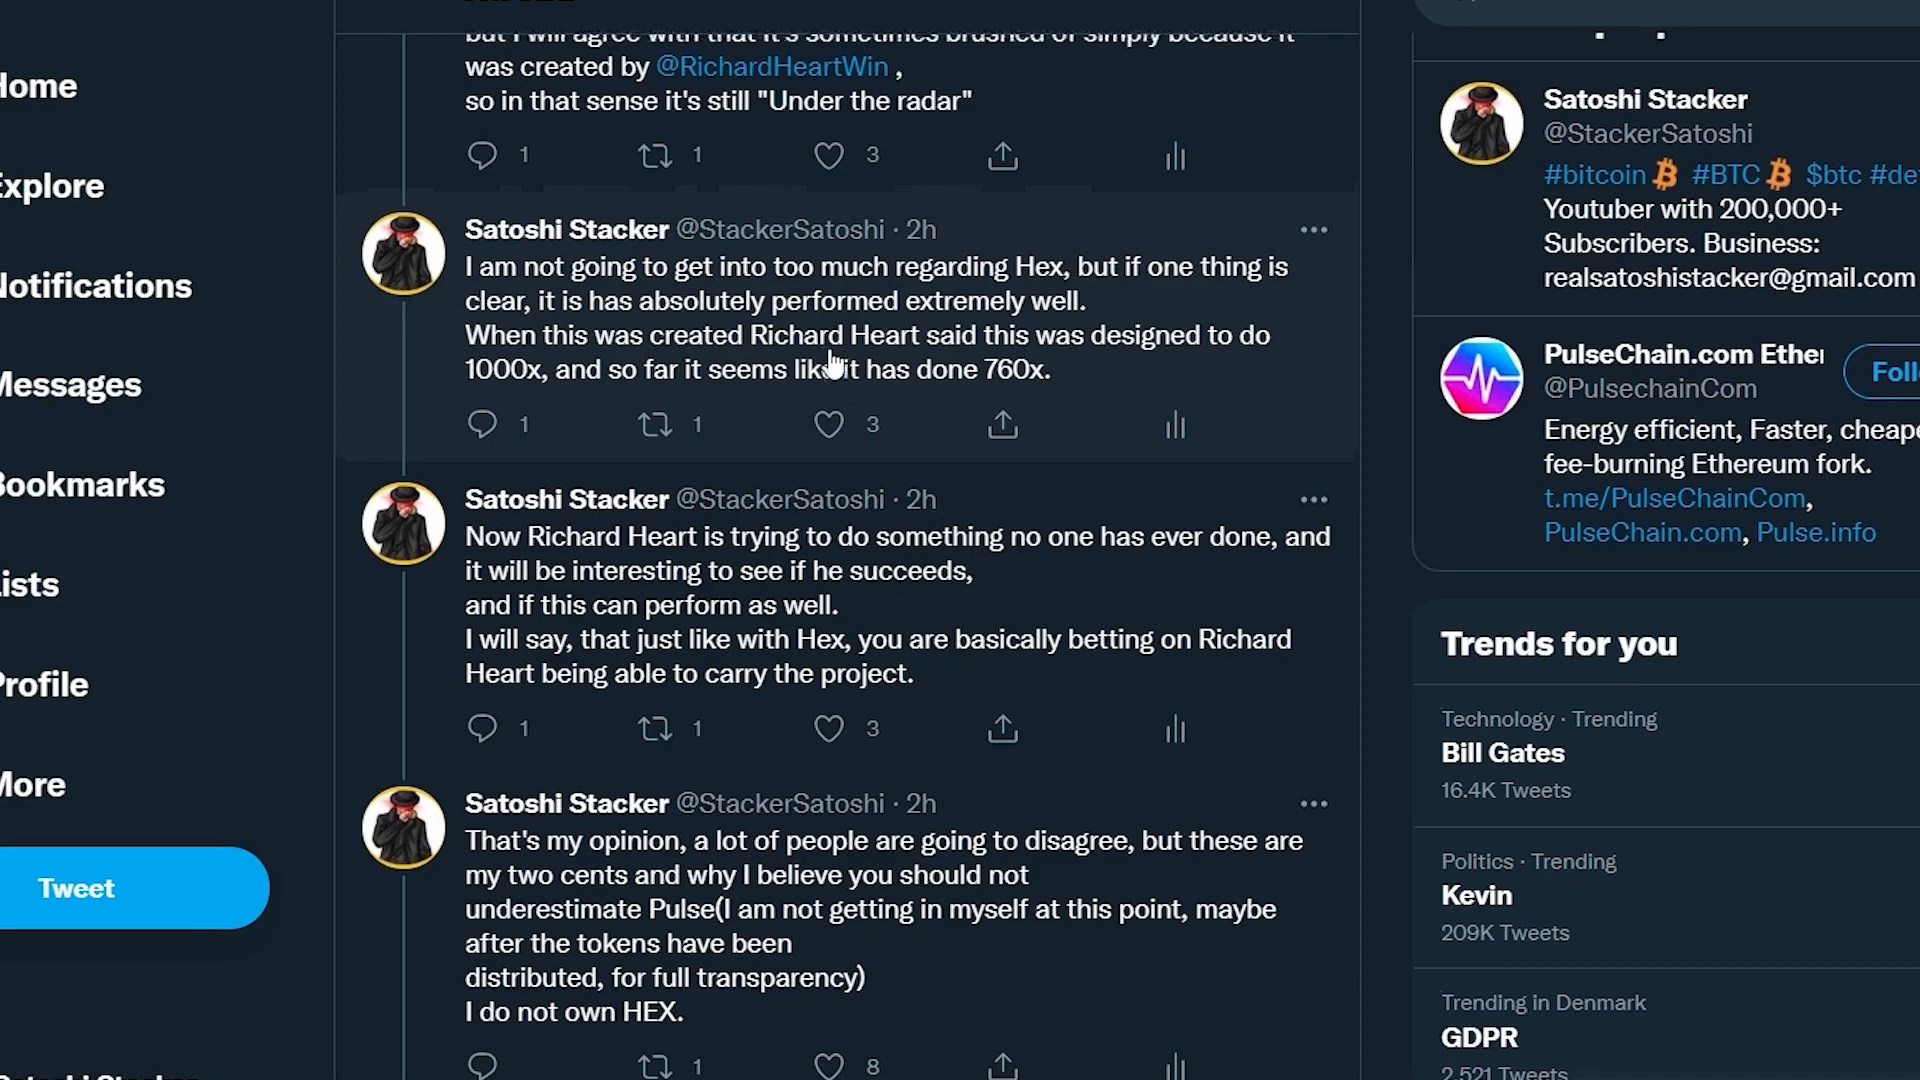 Home
Explore
Notifications
Messages
Bookmarks
Lists
Profile
More
Tweet
but I will agree with that it's sometimes brushed of simply because it
was created by @RichardHeartWin ,
so in that sense it's still "Under the radar"
1 1 3
Satoshi Stacker @StackerSatoshi · 2h
I am not going to get into too much regarding Hex, but if one thing is
clear, it is has absolutely performed extremely well.
When this was created Richard Heart said this was designed to do
1000x, and so far it seems like it has done 760x.
1 1 3
Satoshi Stacker @StackerSatoshi · 2h
Now Richard Heart is trying to do something no one has ever done, and
it will be interesting to see if he succeeds,
and if this can perform as well.
I will say, that just like with Hex, you are basically betting on Richard
Heart being able to carry the project.
1 1 3
Satoshi Stacker @StackerSatoshi · 2h
That's my opinion, a lot of people are going to disagree, but these are
my two cents and why I believe you should not
underestimate Pulse(I am not getting in myself at this point, maybe
after the tokens have been
distributed, for full transparency)
I do not own HEX.
1 8
Satoshi Stacker
@StackerSatoshi
#bitcoin #BTC $btc #def
Youtuber with 200,000+
Subscribers. Business:
realsatoshistacker@gmail.com
PulseChain.com Ether
@PulsechainCom
Foll
Energy efficient, Faster, cheape
fee-burning Ethereum fork.
t.me/PulseChainCom,
PulseChain.com, Pulse.info
Trends for you
Technology · Trending
Bill Gates
16.4K Tweets
Politics · Trending
Kevin
209K Tweets
Trending in Denmark
GDPR
2,521 Tweets